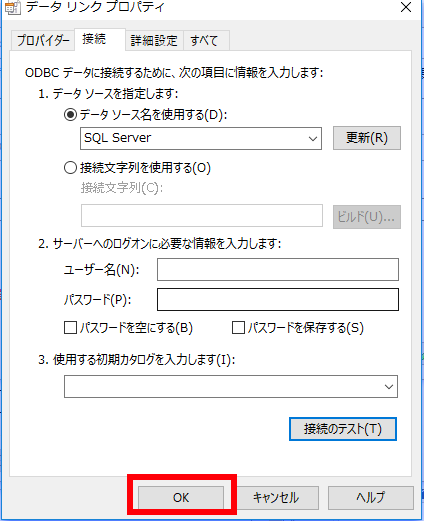 データ リンク プロパティ
プロバイダー 接続 詳細設定 すべて
ODBC データに接続するために、次の項目に情報を入力します:
1. データ ソースを指定します:
データ ソース名を使用する(D):
SQL Server 更新(R)
接続文字列を使用する(O)
接続文字列(C):
ビルド(U)...
2. サーバーへのログオンに必要な情報を入力します:
ユーザー名(N):
パスワード(P):
パスワードを空にする(B) パスワードを保存する(S)
3. 使用する初期カタログを入力します(I):
接続のテスト(T)
OK キャンセル ヘルプ